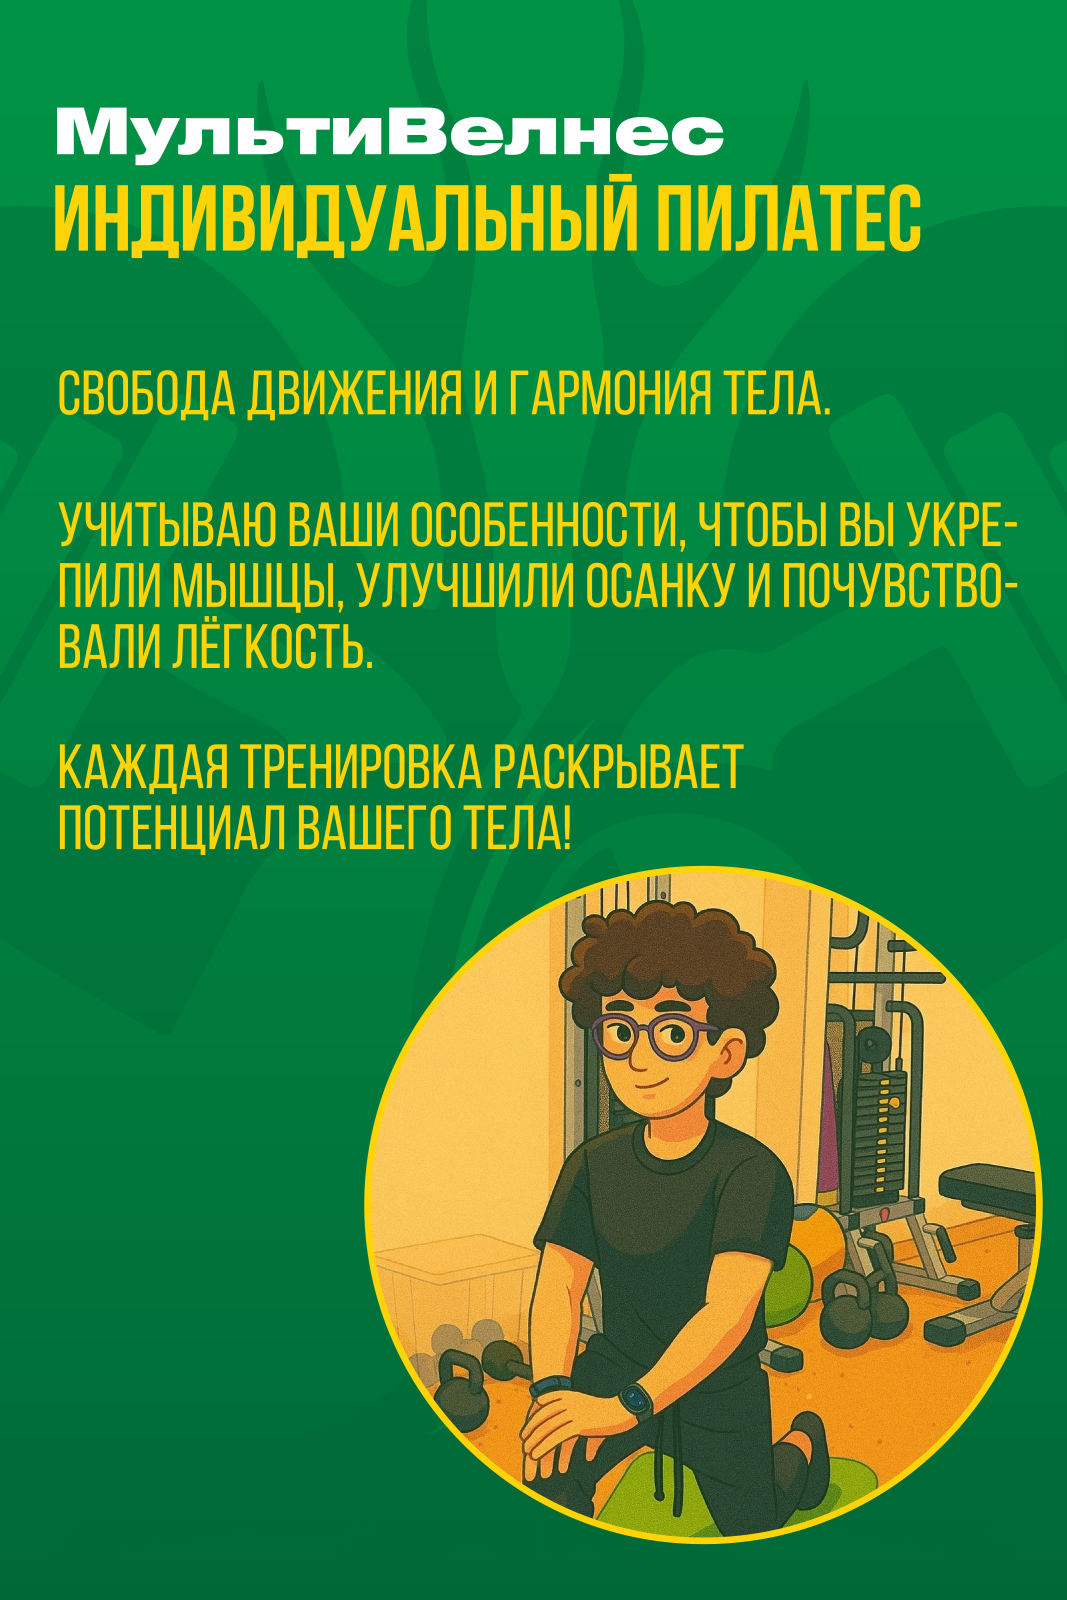 МультиВелнес
ИНДИВИДУАЛЬНЫЙ ПИЛАТЕС
СВОБОДА ДВИЖЕНИЯ И ГАРМОНИЯ ТЕЛА.
УЧИТЫВАЮ ВАШИ ОСОБЕННОСТИ, ЧТОБЫ ВЫ УКРЕ-
ПИЛИ МЫШЦЫ, УЛУЧШИЛИ ОСАНКУ И ПОЧУВСТВО-
ВАЛИ ЛЁГКОСТЬ.
КАЖДАЯ ТРЕНИРОВКА РАСКРЫВАЕТ
ПОТЕНЦИАЛ ВАШЕГО ТЕЛА!